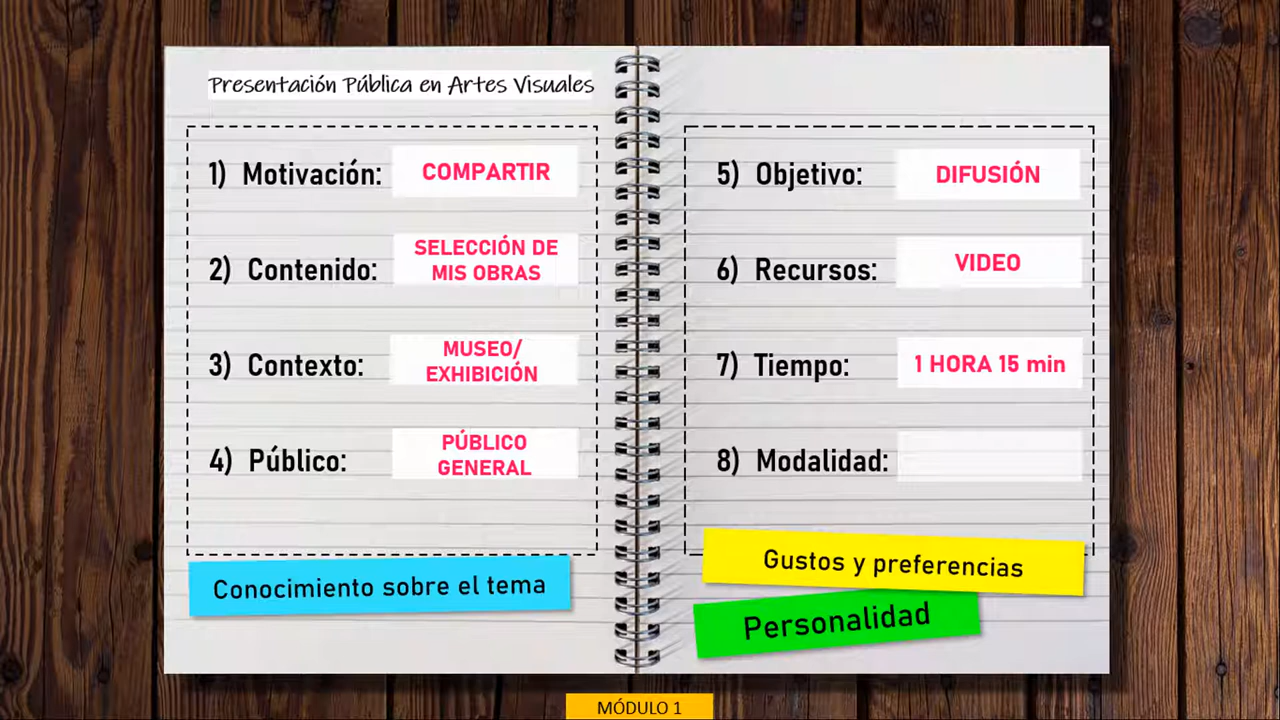 Presentación Pública en Artes Visuales
1) Motivación: COMPARTIR
2) Contenido: SELECCIÓN DE
MIS OBRAS
3) Contexto: MUSEO/
EXHIBICIÓN
4) Público: PÚBLICO
GENERAL
Conocimiento sobre el tema
5) Objetivo: DIFUSIÓN
6) Recursos: VIDEO
7) Tiempo: 1 HORA 15 min
8) Modalidad:
Gustos y preferencias
Personalidad
MÓDULO 1